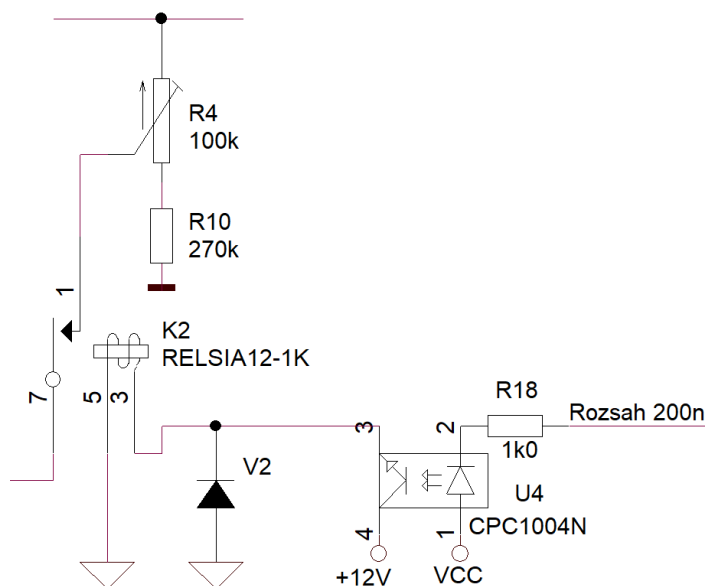 R4
100k
R10
270k
1
K2
RELSIA12-1K
7
5
3
V2
3
2
R18
1k0
Rozsah 200n
U4
CPC1004N
4
1
+12V
VCC